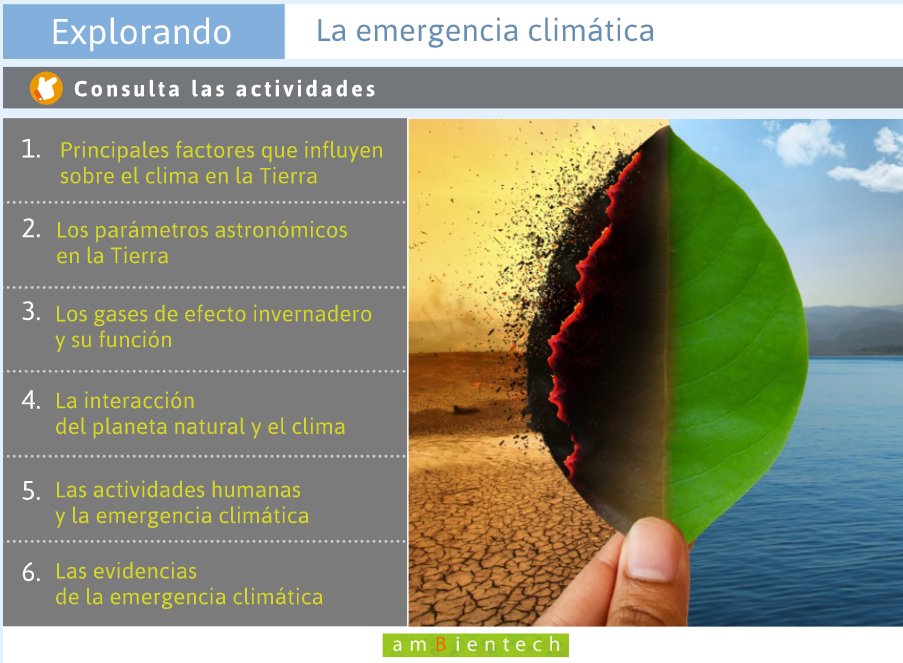 Explorando
La emergencia climática
Consulta las actividades
1. Principales factores que influyen
sobre el clima en la Tierra
2. Los parámetros astronómicos
en la Tierra
3. Los gases de efecto invernadero
y su función
4. La interacción
del planeta natural y el clima
5. Las actividades humanas
y la emergencia climática
6. Las evidencias
de la emergencia climática
amBientech